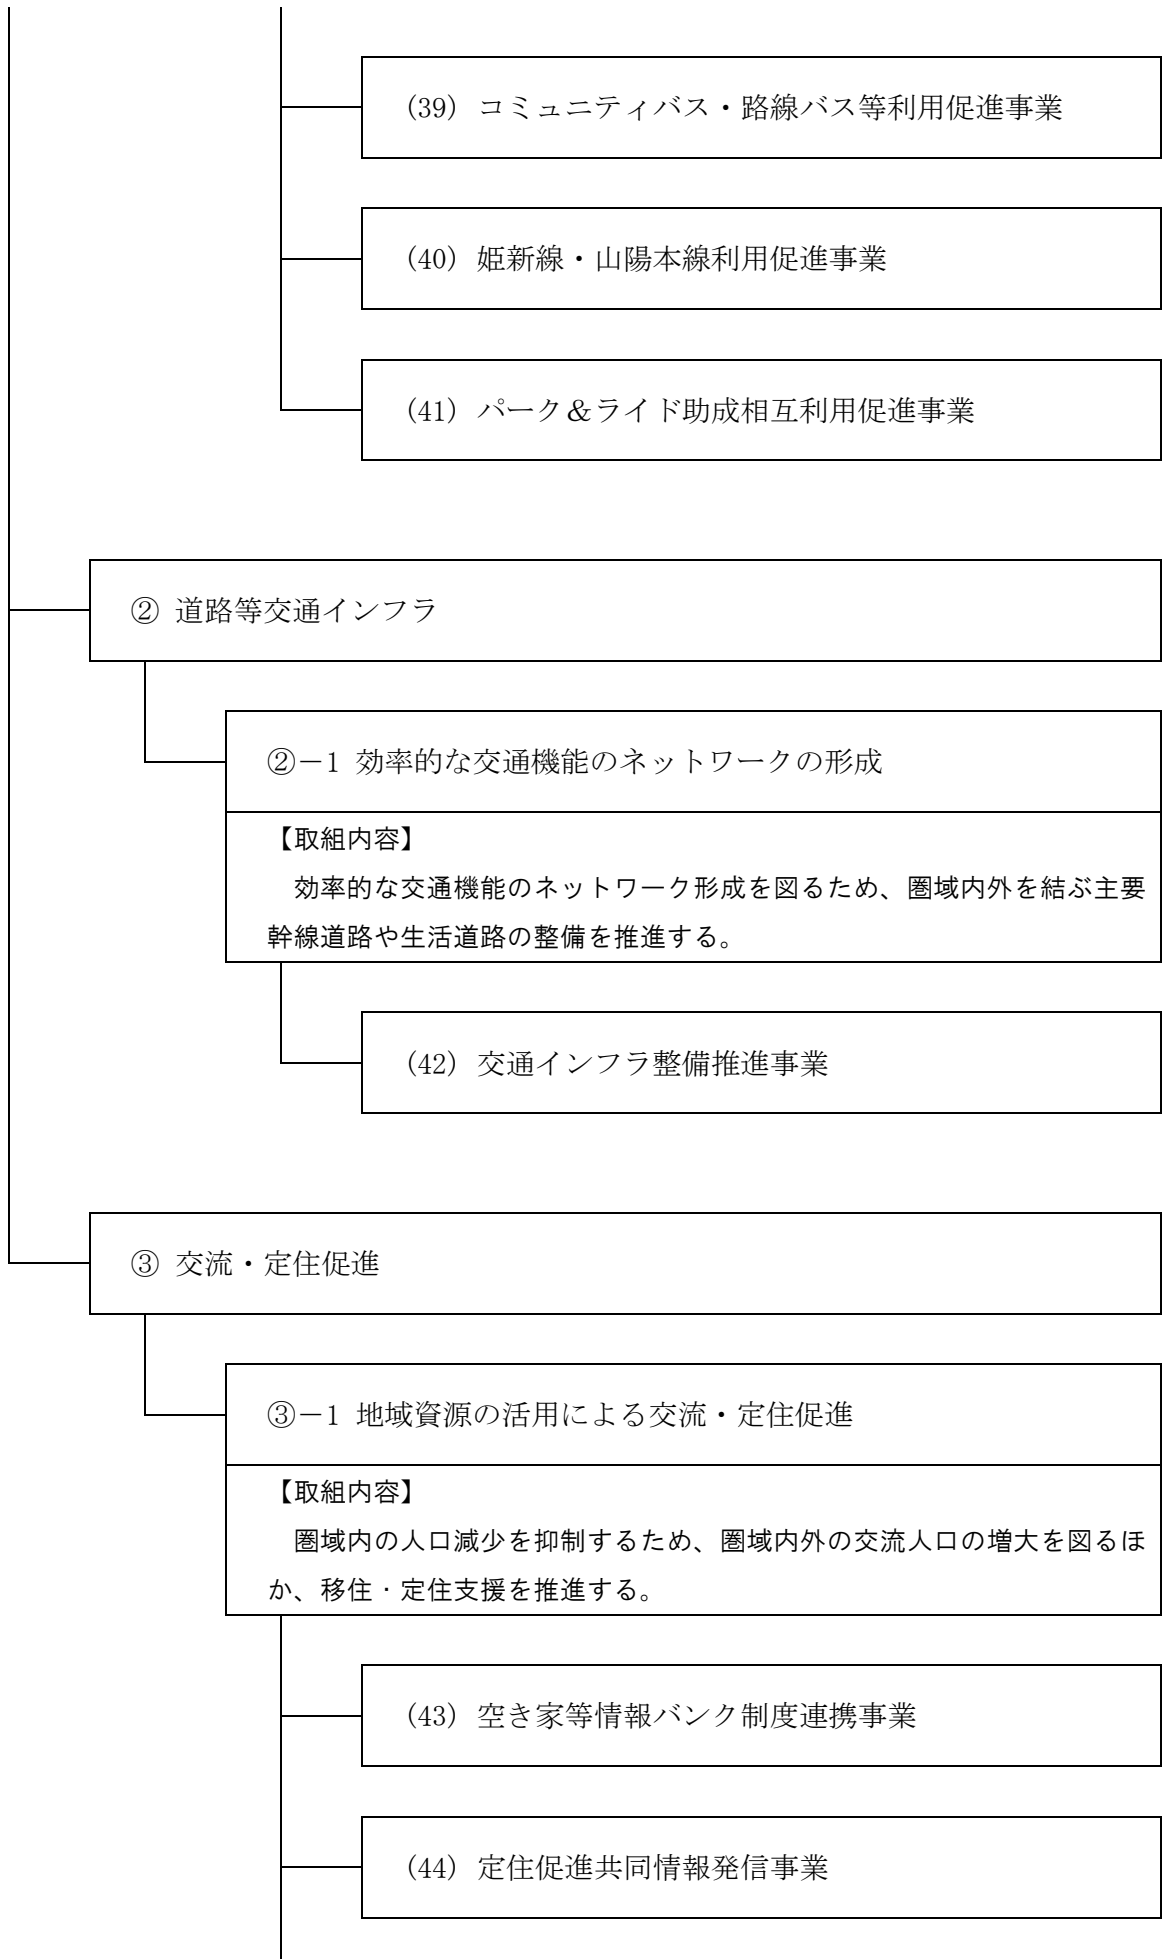 (39) コミュニティバス・路線バス等利用促進事業
(40) 姫新線・山陽本線利用促進事業
(41) パーク＆ライド助成相互利用促進事業
② 道路等交通インフラ
②－1 効率的な交通機能のネットワークの形成
【取組内容】
　効率的な交通機能のネットワーク形成を図るため、圏域内外を結ぶ主要
幹線道路や生活道路の整備を推進する。
(42) 交通インフラ整備推進事業
③ 交流・定住促進
③－1 地域資源の活用による交流・定住促進
【取組内容】
　圏域内の人口減少を抑制するため、圏域内外の交流人口の増大を図るほ
か、移住・定住支援を推進する。
(43) 空き家等情報バンク制度連携事業
(44) 定住促進共同情報発信事業